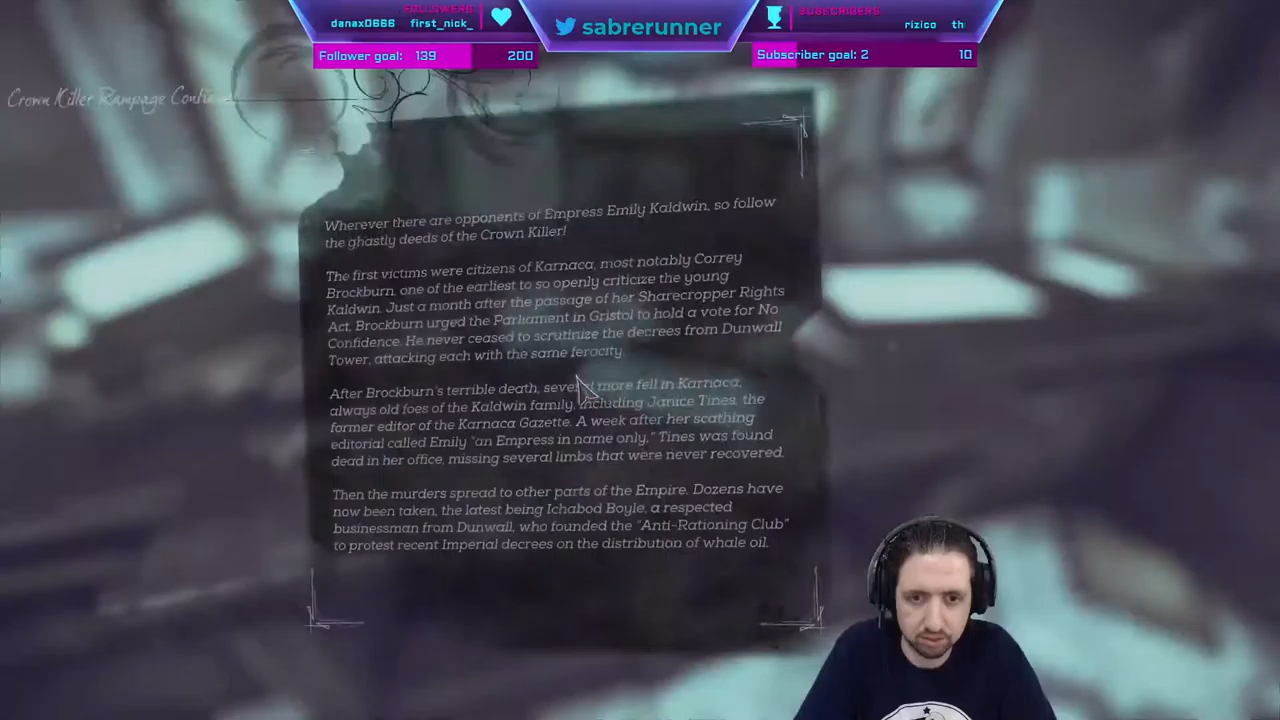 FOLLOWERS
danax0666 first_nick_
sabrerunner
SUBSCRIBERS
rizico th
Follower goal: 139 200
Subscriber goal: 2 10
Crown Killer Rampage
Wherever there are opponents of Empress Emily Kaldwin, so follow
the ghastly deeds of the Crown Killer!
The first victims were citizens of Karnaca, most notably Correy
Brockburn, one of the earliest to so openly criticize the young
Kaldwin. Just a month after the passage of her Sharecropper Rights
Act, Brockburn urged the Parliament in Gristol to hold a vote for No
Confidence. He never ceased to scrutinize the decrees from Dunwall
Tower, attacking each with the same ferocity.
After Brockburn's terrible death, several more fell in Karnaca,
always old foes of the Kaldwin family, including Janice Tines, the
former editor of the Karnaca Gazette. A week after her scathing
editorial called Emily "an Empress in name only," Tines was found
dead in her office, missing several limbs that were never recovered.
Then the murders spread to other parts of the Empire. Dozens have
now been taken, the latest being Ichabod Boyle, a respected
businessman from Dunwall, who founded the "Anti-Rationing Club"
to protest recent Imperial decrees on the distribution of whale oil.